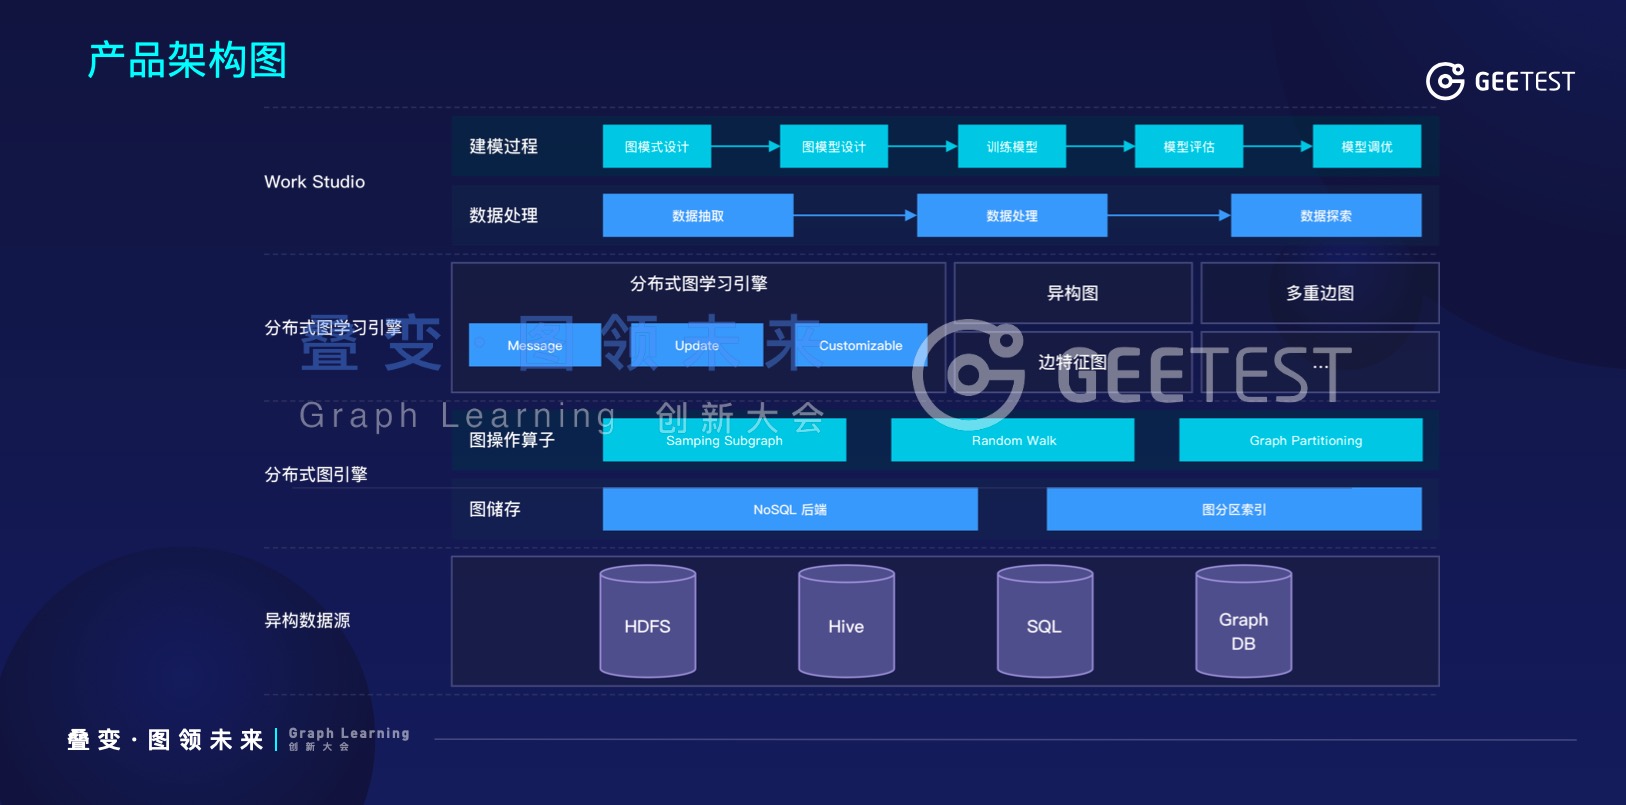 产品架构图
GEETEST
Work Studio
建模过程
图模式设计
图模型设计
训练模型
模型评估
模型调优
数据处理
数据抽取
数据处理
数据探索
分布式图学习引擎
分布式图学习引擎
Message
Update
Customizable
异构图
多重边图
边特征图
...
叠变·图领未来
Graph Learning 创新大会
GEETEST
分布式图引擎
图操作算子
Samping Subgraph
Random Walk
Graph Partitioning
图储存
NoSQL 后端
图分区索引
异构数据源
HDFS
Hive
SQL
Graph
DB
叠变·图领未来
Graph Learning
创新大会